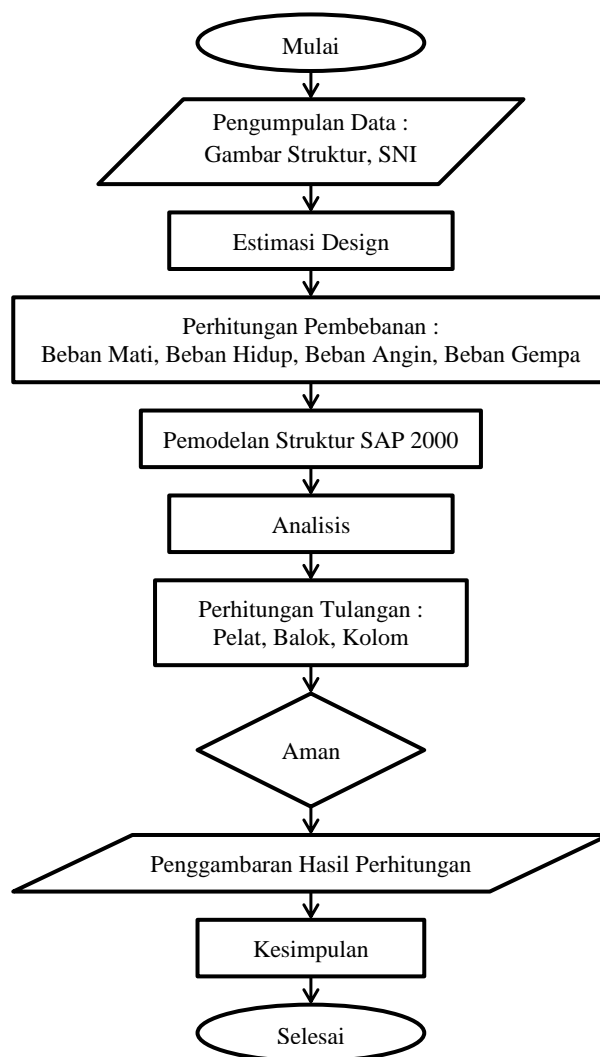 Mulai
Pengumpulan Data :
Gambar Struktur, SNI
Estimasi Design
Perhitungan Pembebanan :
Beban Mati, Beban Hidup, Beban Angin, Beban Gempa
Pemodelan Struktur SAP 2000
Analisis
Perhitungan Tulangan :
Pelat, Balok, Kolom
Aman
Penggambaran Hasil Perhitungan
Kesimpulan
Selesai